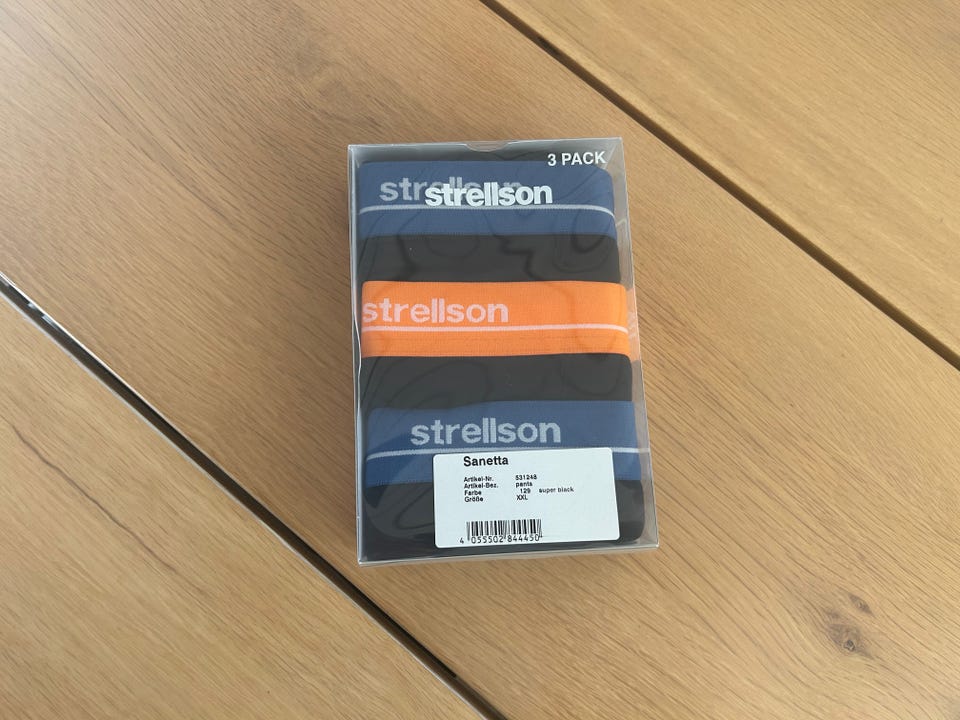 3 PACK
strellson
strellson
strellson
strellson
Sanetta
Artikel-Nr. 531248
Artikel-Bez. pants
Farbe 129 super black
Größe XXL
4 055502 844450